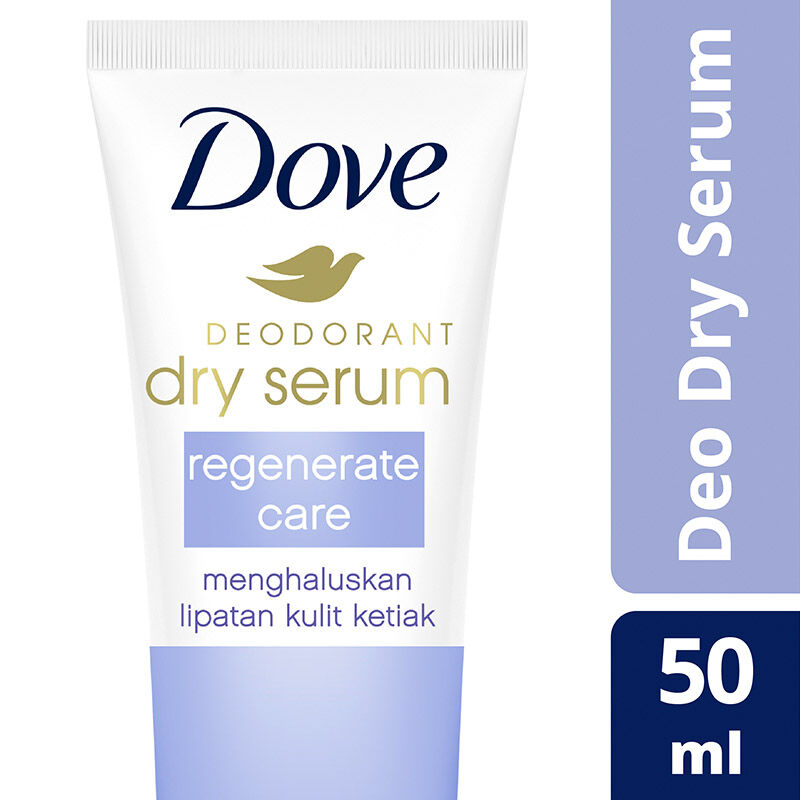 Dove
DEODORANT
dry serum
regenerate
care
menghaluskan
lipatan kulit ketiak
Deo Dry Serum
50
ml